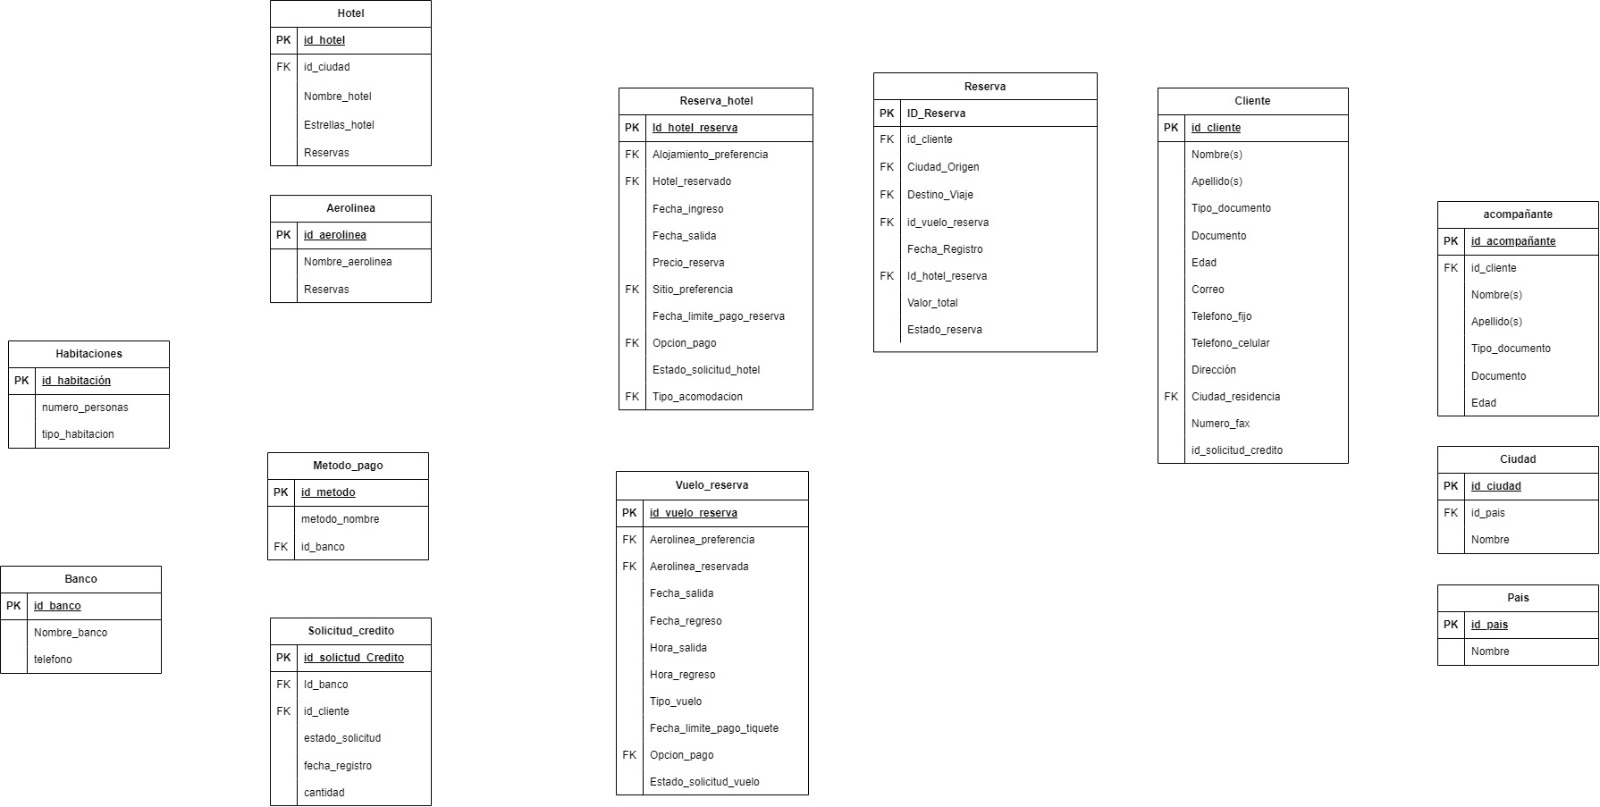 Hotel
PK id_hotel
FK id_ciudad
Nombre_hotel
Estrellas_hotel
Reservas
Aerolinea
PK id_aerolinea
Nombre_aerolinea
Reservas
Habitaciones
PK id_habitación
numero_personas
tipo_habitacion
Metodo_pago
PK id_metodo
metodo_nombre
FK id_banco
Banco
PK id_banco
Nombre_banco
telefono
Solicitud_credito
PK id_solictud_Credito
FK Id_banco
FK id_cliente
estado_solicitud
fecha_registro
cantidad
Reserva_hotel
PK Id_hotel_reserva
FK Alojamiento_preferencia
FK Hotel_reservado
Fecha_ingreso
Fecha_salida
Precio_reserva
FK Sitio_preferencia
Fecha_limite_pago_reserva
FK Opcion_pago
Estado_solicitud_hotel
FK Tipo_acomodacion
Vuelo_reserva
PK id_vuelo_reserva
FK Aerolinea_preferencia
FK Aerolinea_reservada
Fecha_salida
Fecha_regreso
Hora_salida
Hora_regreso
Tipo_vuelo
Fecha_limite_pago_tiquete
FK Opcion_pago
Estado_solicitud_vuelo
Reserva
PK ID_Reserva
FK id_cliente
FK Ciudad_Origen
FK Destino_Viaje
FK id_vuelo_reserva
Fecha_Registro
FK Id_hotel_reserva
Valor_total
Estado_reserva
Cliente
PK id_cliente
Nombre(s)
Apellido(s)
Tipo_documento
Documento
Edad
Correo
Telefono_fijo
Telefono_celular
Dirección
FK Ciudad_residencia
Numero_fax
id_solicitud_credito
acompañante
PK id_acompañante
FK id_cliente
Nombre(s)
Apellido(s)
Tipo_documento
Documento
Edad
Ciudad
PK id_ciudad
FK id_pais
Nombre
Pais
PK id_pais
Nombre